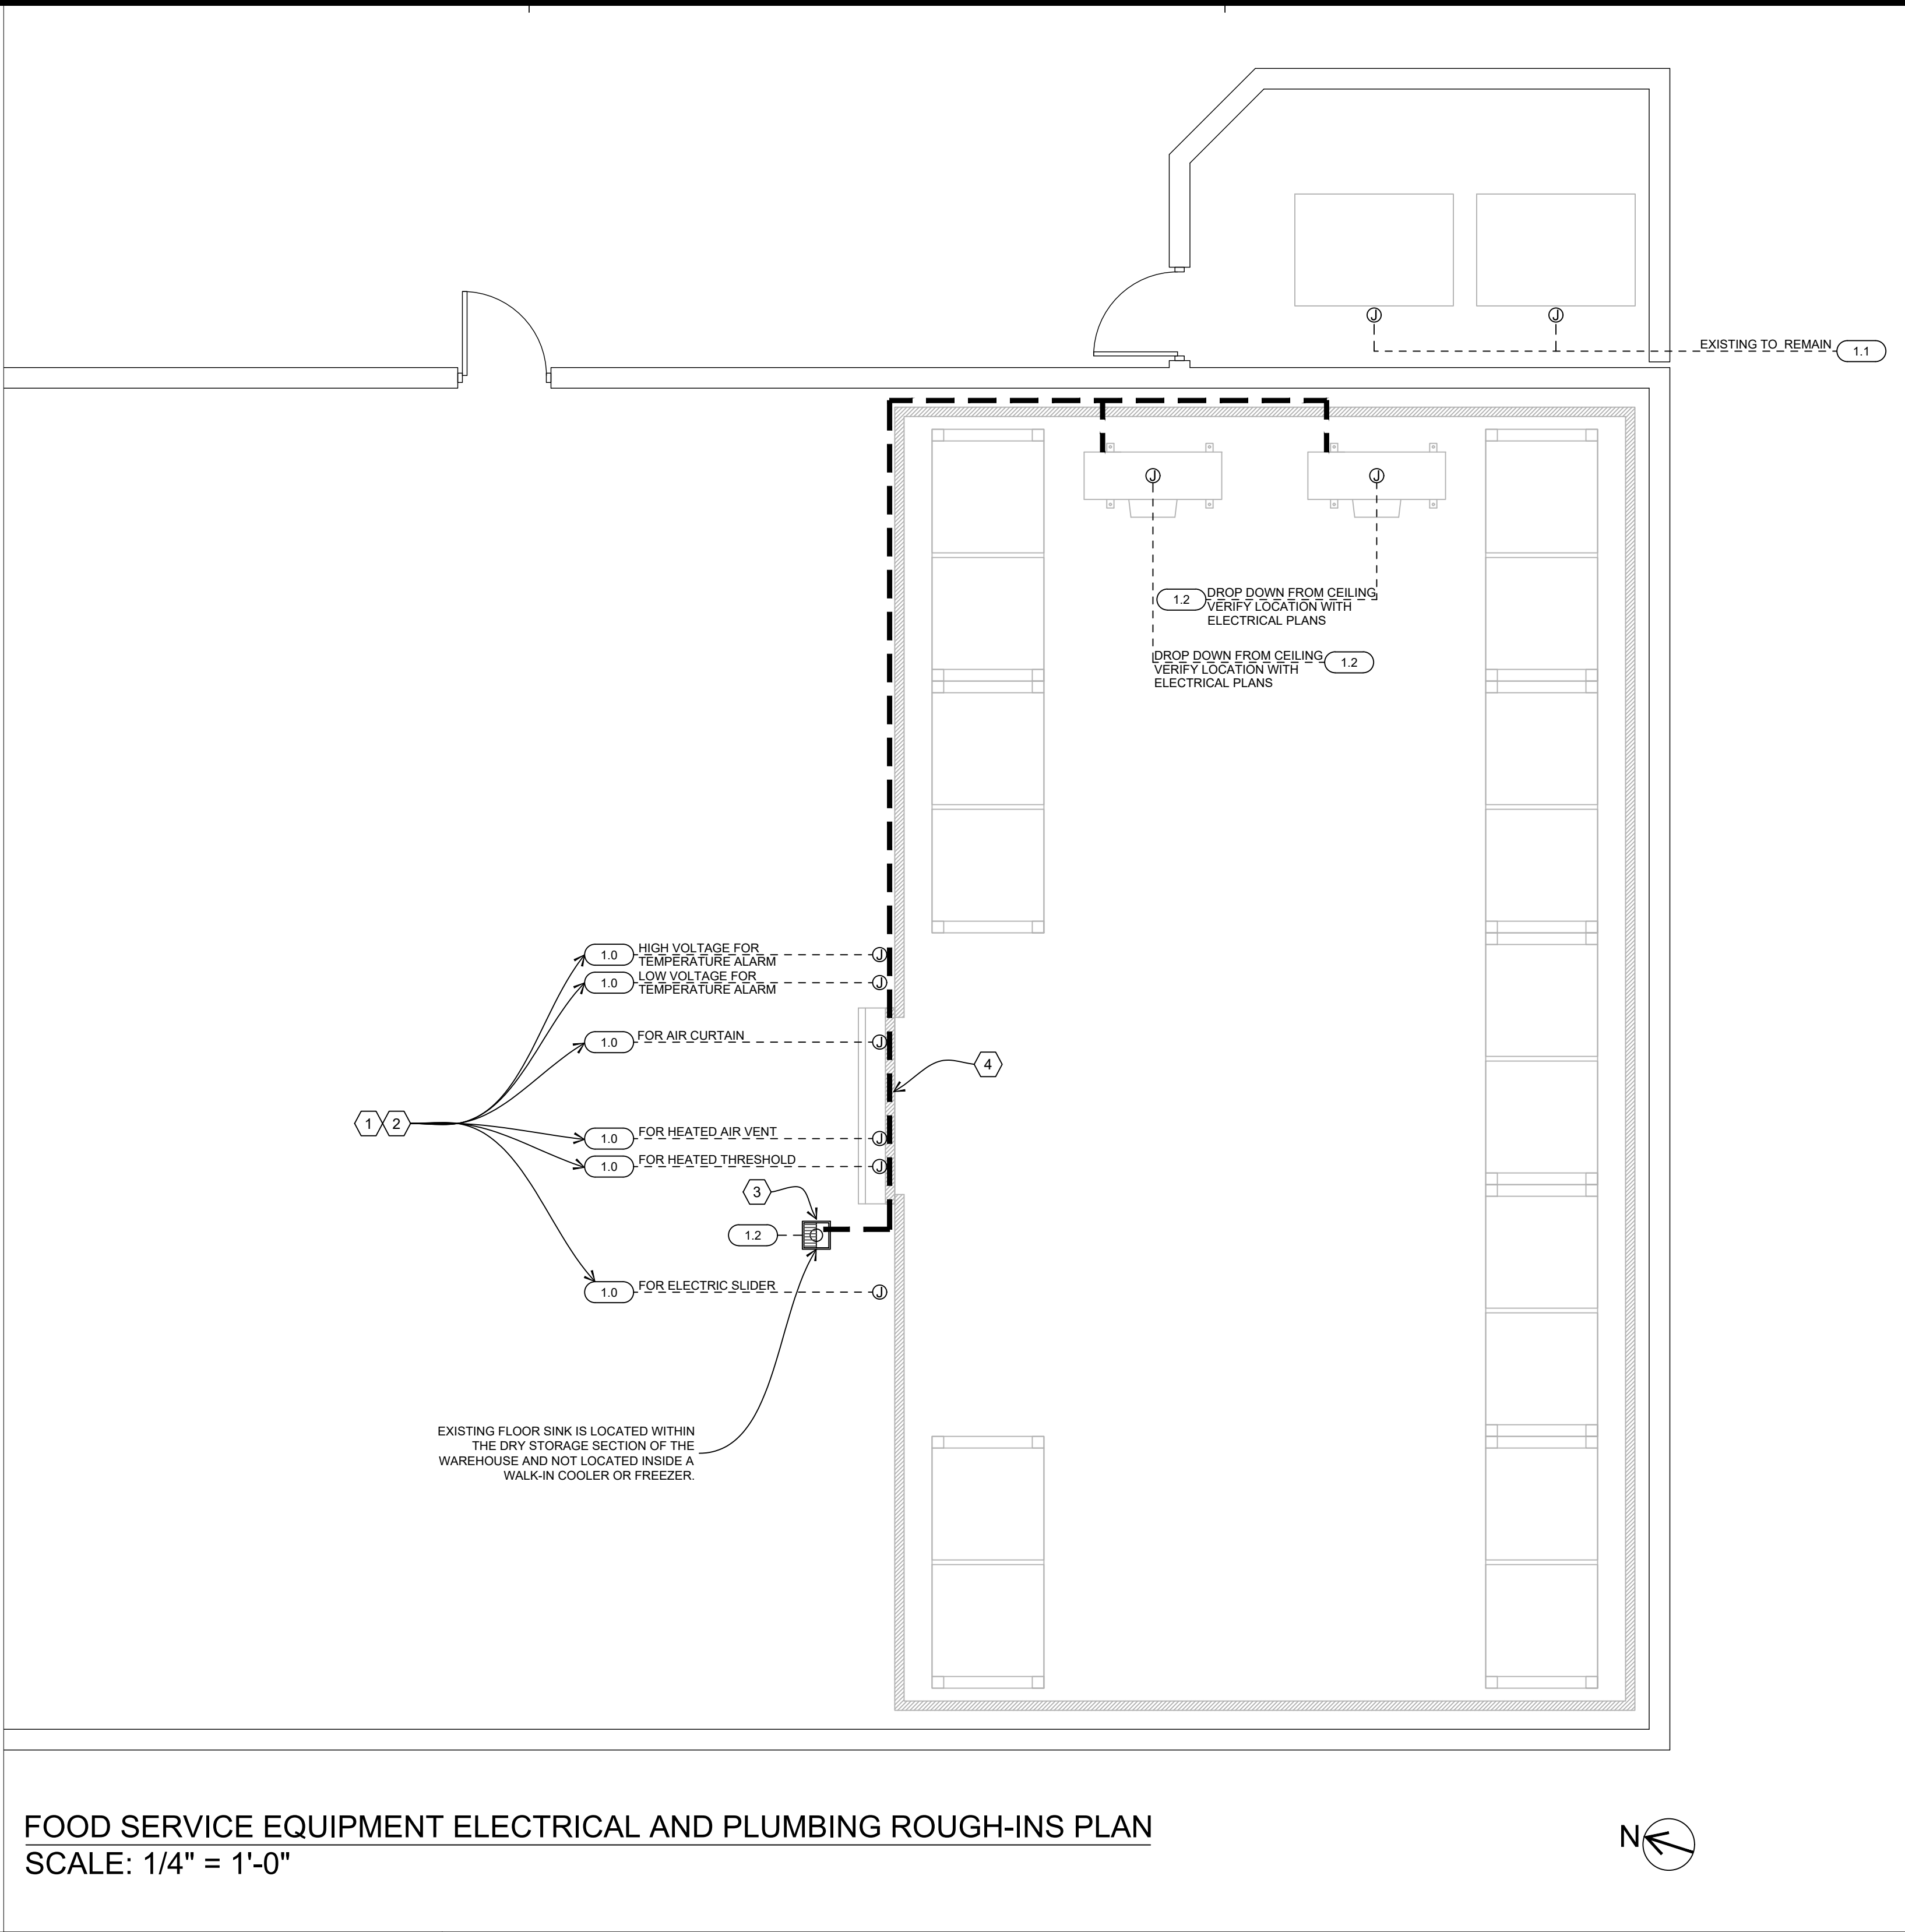 J
J
EXISTING TO REMAIN
1.1
J
J
1.2
DROP DOWN FROM CEILING
VERIFY LOCATION WITH
ELECTRICAL PLANS
DROP DOWN FROM CEILING
VERIFY LOCATION WITH
ELECTRICAL PLANS
1.2
1.0
HIGH VOLTAGE FOR
TEMPERATURE ALARM
J
1.0
LOW VOLTAGE FOR
TEMPERATURE ALARM
J
1.0
FOR AIR CURTAIN
J
4
1
2
1.0
FOR HEATED AIR VENT
J
1.0
FOR HEATED THRESHOLD
J
3
1.2
1.0
FOR ELECTRIC SLIDER
J
EXISTING FLOOR SINK IS LOCATED WITHIN
THE DRY STORAGE SECTION OF THE
WAREHOUSE AND NOT LOCATED INSIDE A
WALK-IN COOLER OR FREEZER.
FOOD SERVICE EQUIPMENT ELECTRICAL AND PLUMBING ROUGH-INS PLAN
SCALE: 1/4" = 1'-0"
N